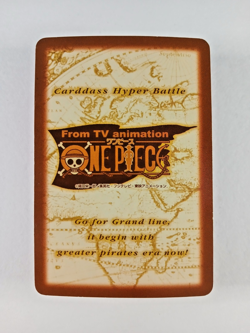 Carddass Hyper Battle
From TV animation
ワンピース
ONE PIECE
Go for Grand line,
it begin with
greater pirates era now!